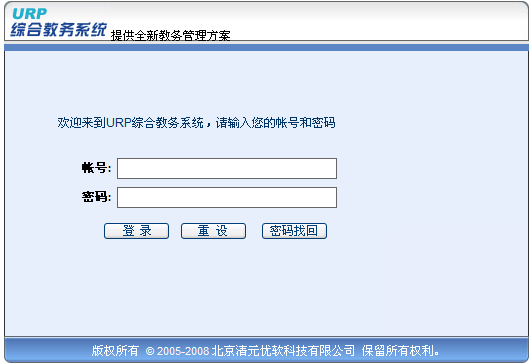 URP
综合教务系统 提供全新教务管理方案
欢迎来到URP综合教务系统，请输入您的帐号和密码
帐号:
密码:
登 录 重 设 密码找回
版权所有 © 2005-2008 北京清元优软科技有限公司 保留所有权利。